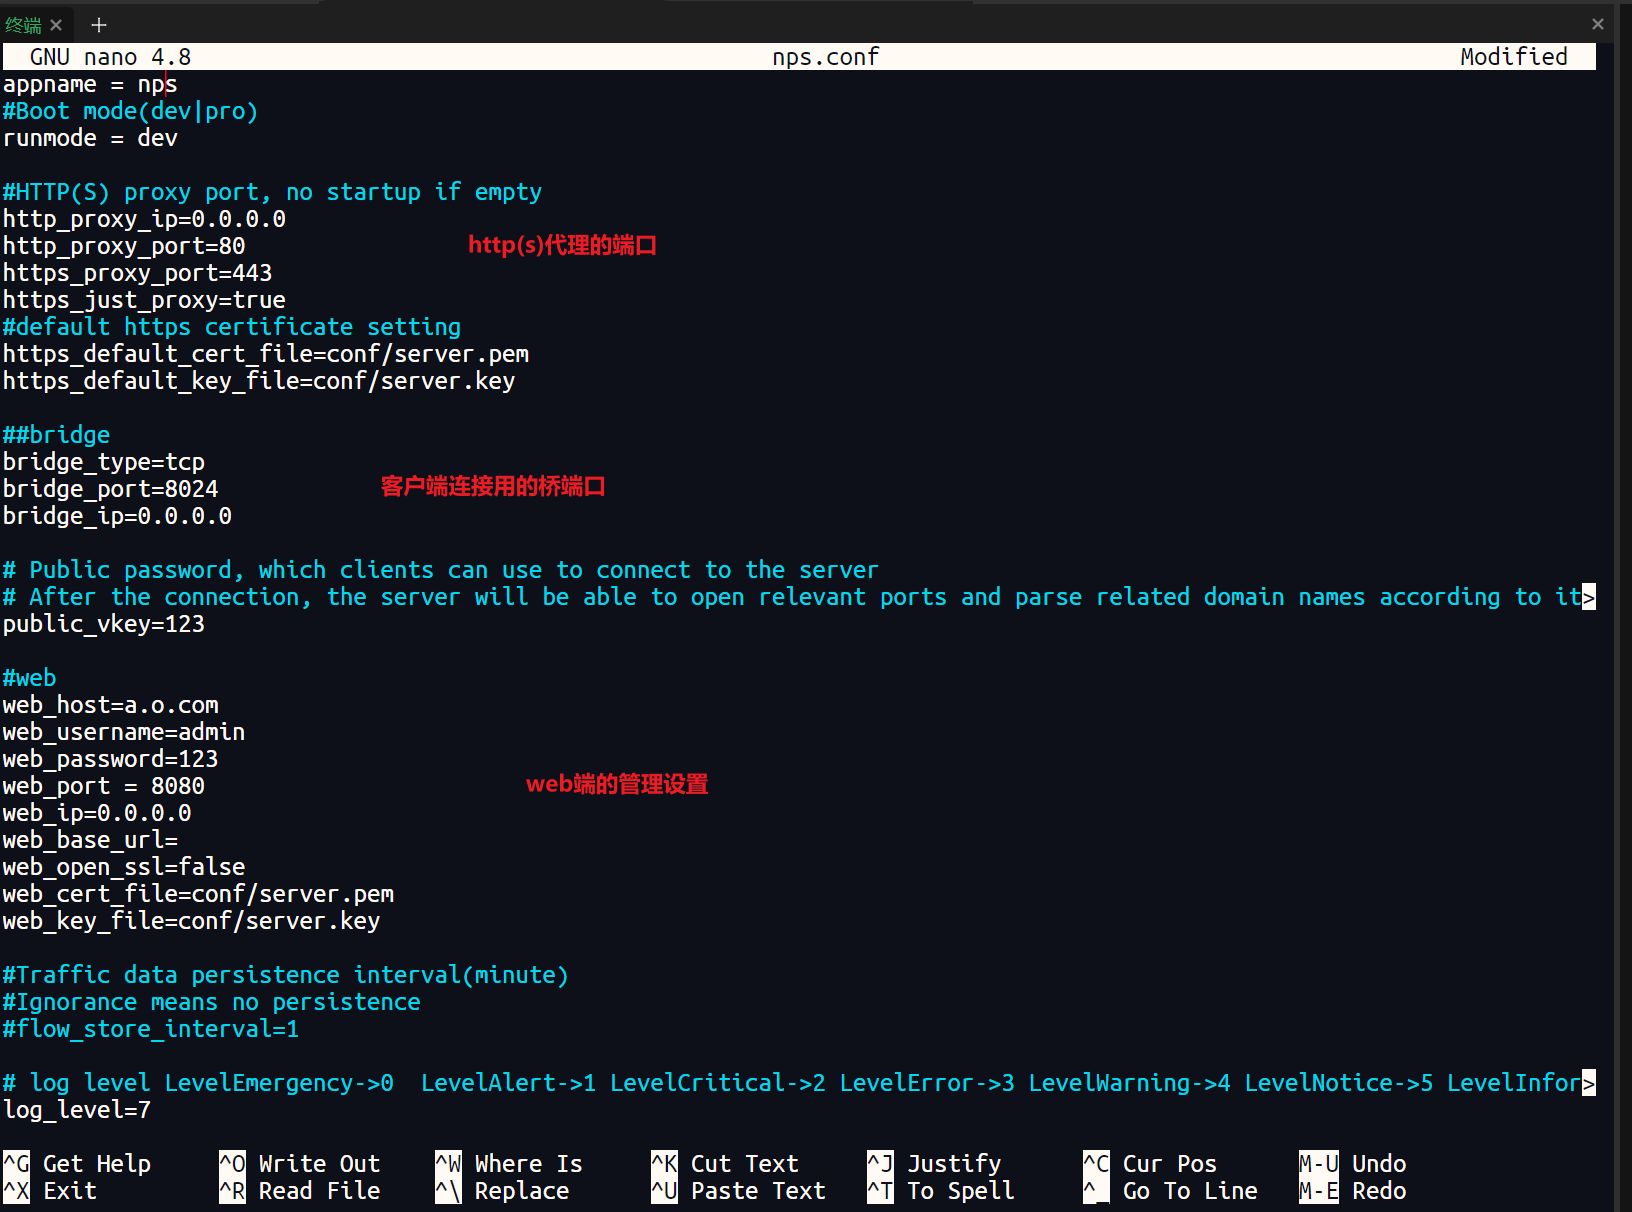 终端 × + ×
GNU nano 4.8 nps.conf Modified
appname = nps
#Boot mode(dev|pro)
runmode = dev
#HTTP(S) proxy port, no startup if empty
http_proxy_ip=0.0.0.0
http_proxy_port=80 http(s)代理的端口
https_proxy_port=443
https_just_proxy=true
#default https certificate setting
https_default_cert_file=conf/server.pem
https_default_key_file=conf/server.key
##bridge
bridge_type=tcp
bridge_port=8024 客户端连接用的桥端口
bridge_ip=0.0.0.0
# Public password, which clients can use to connect to the server
# After the connection, the server will be able to open relevant ports and parse related domain names according to it>
public_vkey=123
#web
web_host=a.o.com
web_username=admin
web_password=123
web_port = 8080 web端的管理设置
web_ip=0.0.0.0
web_base_url=
web_open_ssl=false
web_cert_file=conf/server.pem
web_key_file=conf/server.key
#Traffic data persistence interval(minute)
#Ignorance means no persistence
#flow_store_interval=1
# log level LevelEmergency->0  LevelAlert->1 LevelCritical->2 LevelError->3 LevelWarning->4 LevelNotice->5 LevelInfor>
log_level=7
^G Get Help ^O Write Out ^W Where Is ^K Cut Text ^J Justify ^C Cur Pos M-U Undo
^X Exit ^R Read File ^\ Replace ^U Paste Text ^T To Spell ^_ Go To Line M-E Redo